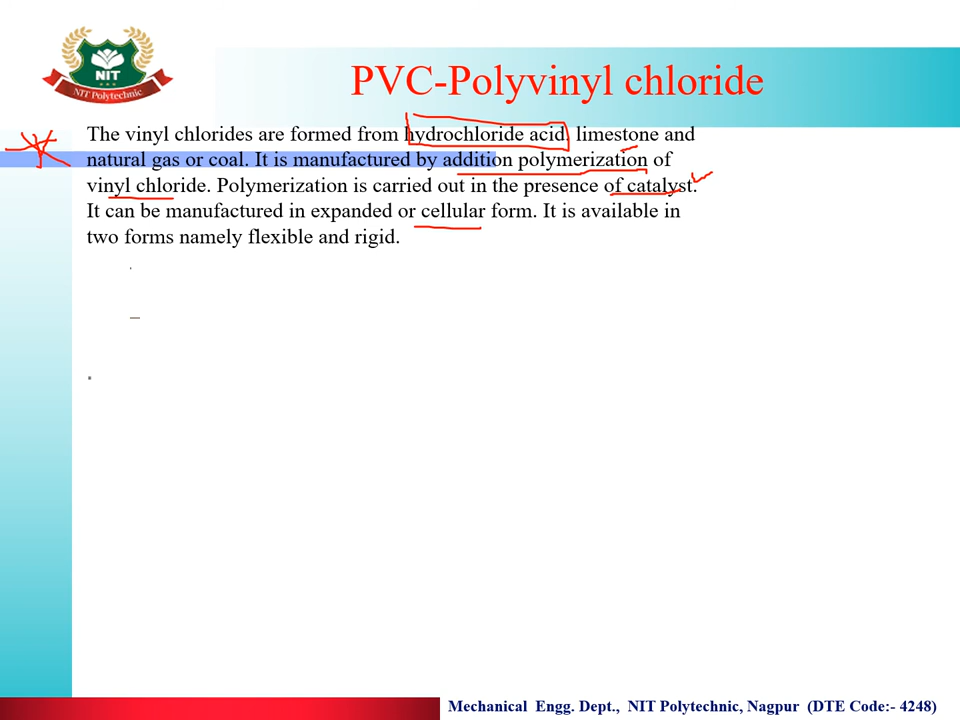 NIT
NIT Polytechnic
PVC-Polyvinyl chloride
The vinyl chlorides are formed from hydrochloride acid, limestone and
natural gas or coal. It is manufactured by addition polymerization of
vinyl chloride. Polymerization is carried out in the presence of catalyst.
It can be manufactured in expanded or cellular form. It is available in
two forms namely flexible and rigid.
Mechanical Engg. Dept., NIT Polytechnic, Nagpur (DTE Code:- 4248)